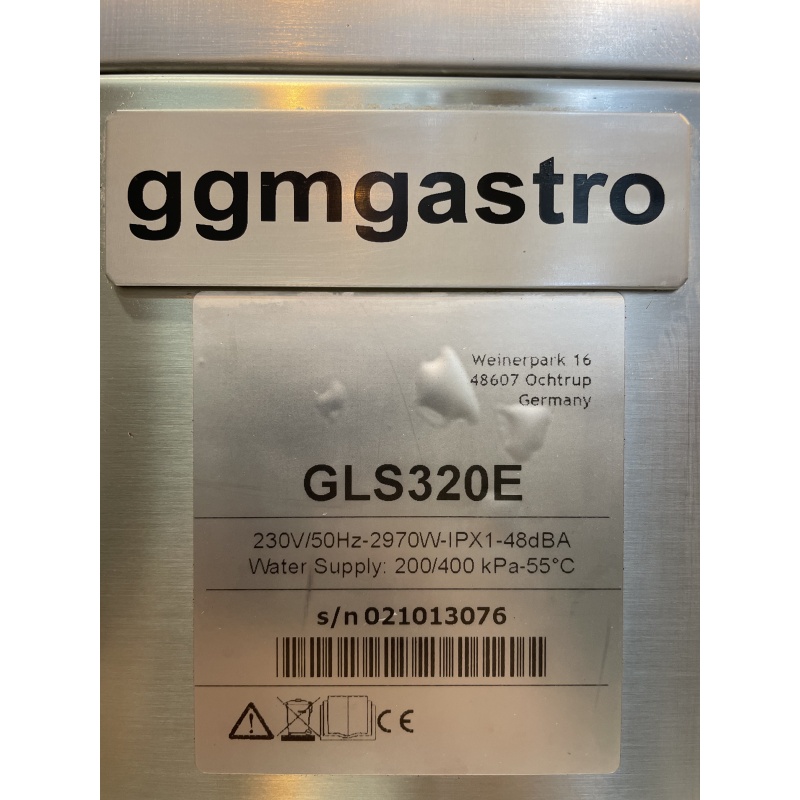 ggmgastro
Weinerpark 16
48607 Ochtrup
Germany
GLS320E
230V/50Hz-2970W-IPX1-48dBA
Water Supply: 200/400 kPa-55°C
s/n 021013076
CE